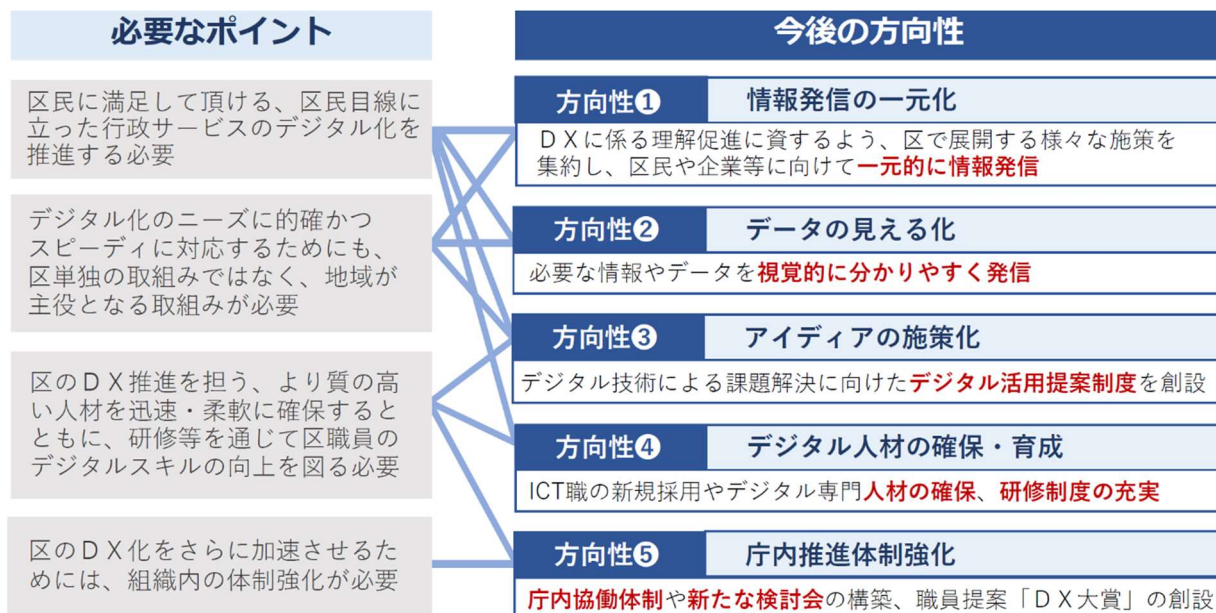 必要なポイント
区民に満足して頂ける、区民目線に
立った行政サービスのデジタル化を
推進する必要
デジタル化のニーズに的確かつ
スピーディに対応するためにも、
区単独の取組みではなく、地域が
主役となる取組みが必要
区のＤＸ推進を担う、より質の高
い人材を迅速・柔軟に確保すると
ともに、研修等を通じて区職員の
デジタルスキルの向上を図る必要
区のＤＸ化をさらに加速させるた
めには、組織内の体制強化が必要
今後の方向性
方向性❶ 情報発信の一元化
ＤＸに係る理解促進に資するよう、区で展開する様々な施策を
集約し、区民や企業等に向けて一元的に情報発信
方向性❷ データの見える化
必要な情報やデータを視覚的に分かりやすく発信
方向性❸ アイディアの施策化
デジタル技術による課題解決に向けたデジタル活用提案制度を創設
方向性❹ デジタル人材の確保・育成
ICT職の新規採用やデジタル専門人材の確保、研修制度の充実
方向性❺ 庁内推進体制強化
庁内協働体制や新たな検討会の構築、職員提案「ＤＸ大賞」の創設